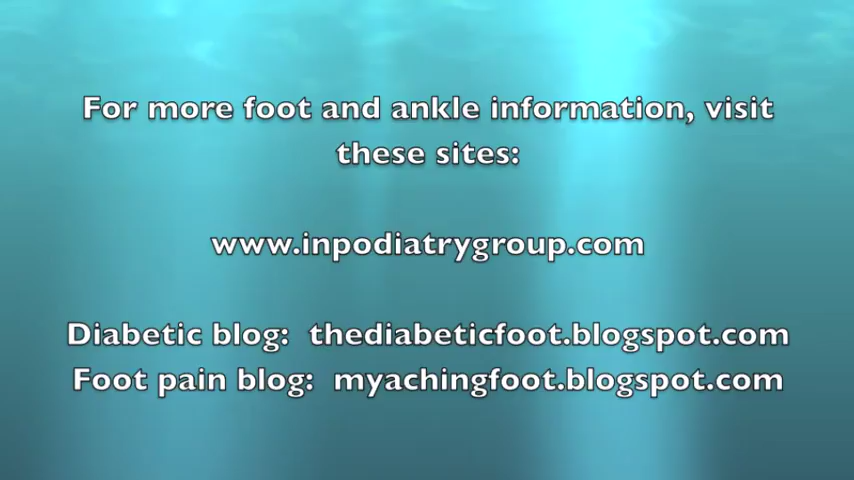 For more foot and ankle information, visit
these sites:
www.inpodiatrygroup.com
Diabetic blog: thediabeticfoot.blogspot.com
Foot pain blog: myachingfoot.blogspot.com